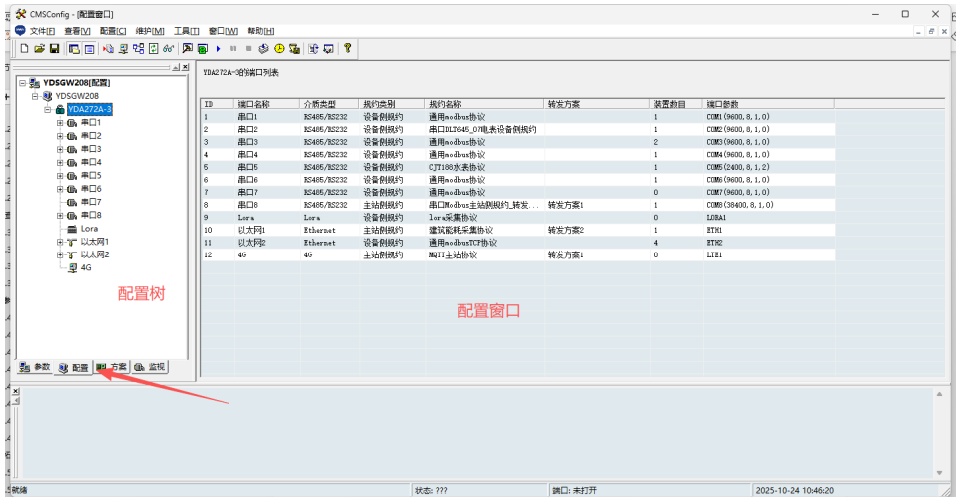 CMSConfig - [配置窗口]
文件[F] 查看[V] 配置[C] 维护[M] 工具[T] 窗口[W] 帮助[H]
YDA272A-3的端口列表
YDSGW208[配置]
YDSGW208
YDA272A-3
串口1
串口2
串口3
串口4
串口5
串口6
串口7
串口8
Lora
以太网1
以太网2
4G
配置树
参数 配置 方案 监视
ID 端口名称 介质类型 规约类别 规约名称 转发方案 装置数目 端口参数
1 串口1 RS485/RS232 设备侧规约 通用modbus协议 1 COM1(9600,8,1,0)
2 串口2 RS485/RS232 设备侧规约 串口DLT645_07电表设备侧规约 1 COM2(9600,8,1,0)
3 串口3 RS485/RS232 设备侧规约 通用modbus协议 2 COM3(9600,8,1,0)
4 串口4 RS485/RS232 设备侧规约 通用modbus协议 1 COM4(9600,8,1,0)
5 串口5 RS485/RS232 设备侧规约 CJT188水表协议 1 COM5(2400,8,1,2)
6 串口6 RS485/RS232 设备侧规约 通用modbus协议 1 COM6(9600,8,1,0)
7 串口7 RS485/RS232 设备侧规约 通用modbus协议 0 COM7(9600,8,1,0)
8 串口8 RS485/RS232 主站侧规约 串口Modbus主站侧规约_转发... 转发方案1 1 COM8(38400,8,1,0)
9 Lora Lora 设备侧规约 lora采集协议 0 LORA1
10 以太网1 Ethernet 主站侧规约 建筑能耗采集协议 转发方案2 1 ETH1
11 以太网2 Ethernet 设备侧规约 通用modbusTCP协议 4 ETH2
12 4G 4G 主站侧规约 MQTT主站协议 转发方案1 0 LTE1
配置窗口
就绪 状态: ??? 端口: 未打开 2025-10-24 10:46:20